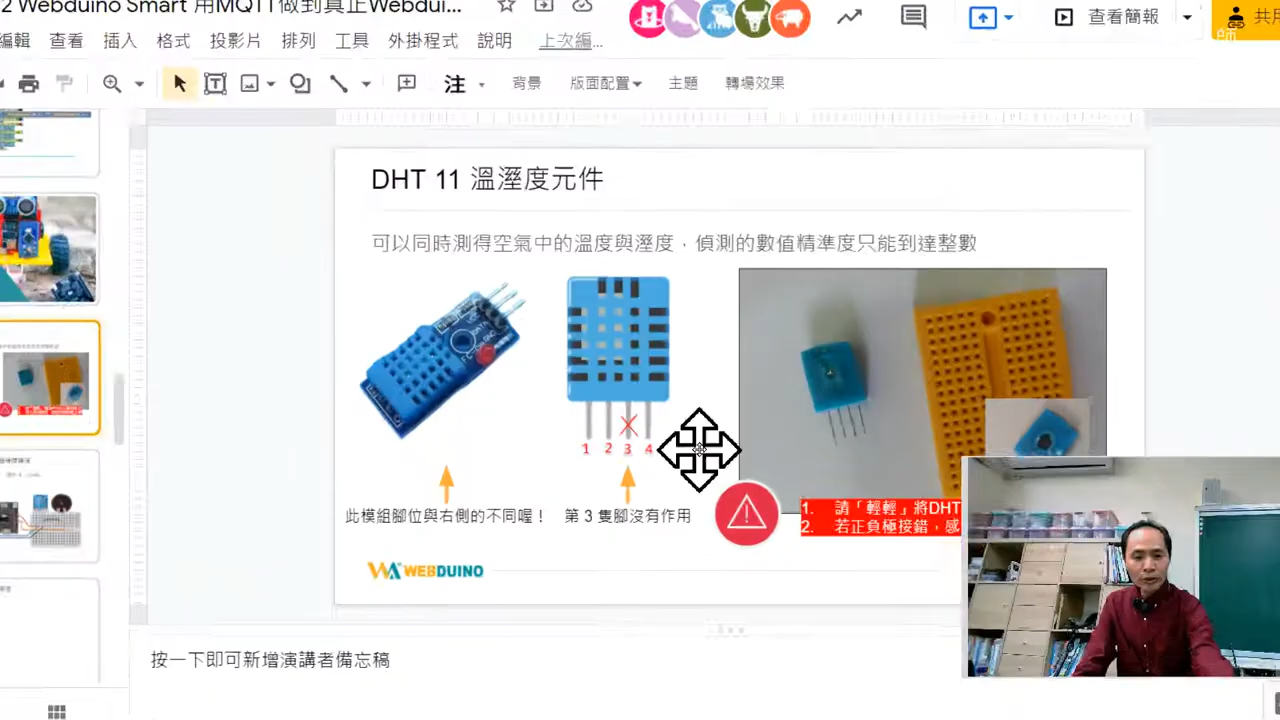 2 Webduino Smart 用MQTT做到真正Webdui...
編輯 查看 插入 格式 投影片 排列 工具 外掛程式 說明 上次編...
查看簡報
共用
師
注 背景 版面配置 主題 轉場效果
DHT 11 溫溼度元件
可以同時測得空氣中的溫度與溼度，偵測的數值精準度只能到達整數
1 2 3 4
此模組腳位與右側的不同喔！
第 3 隻腳沒有作用
1. 請「輕輕」將DHT
2. 若正負極接錯，感
WEBDUINO
按一下即可新增演講者備忘稿